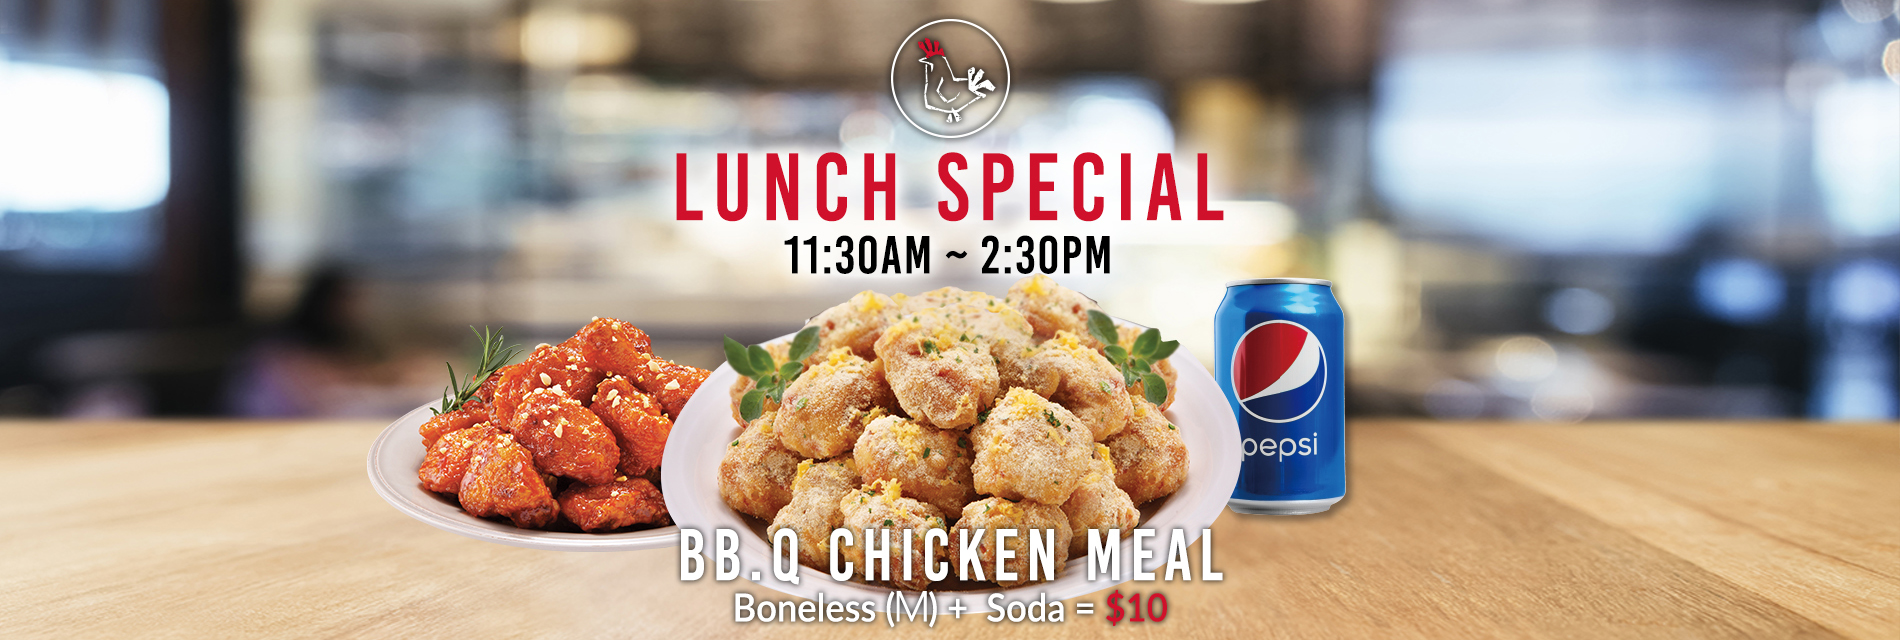 LUNCH SPECIAL
11:30AM ~ 2:30PM
pepsi
BB.Q CHICKEN MEAL
Boneless (M) + Soda = $10